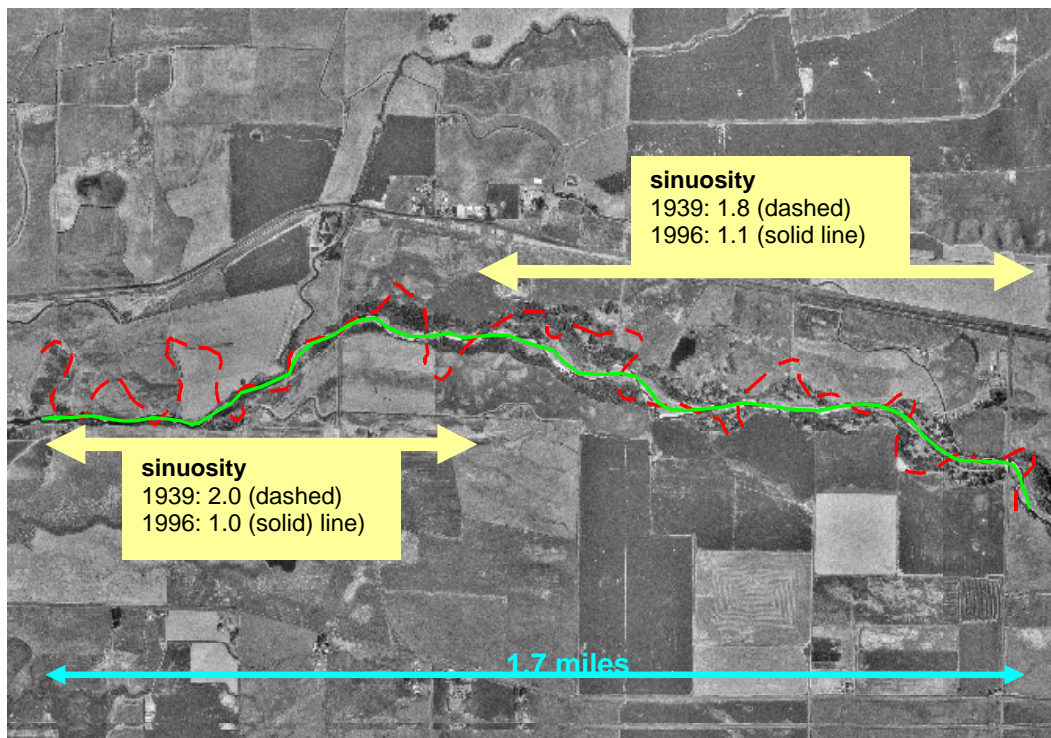 sinuosity
1939: 1.8 (dashed)
1996: 1.1 (solid line)
sinuosity
1939: 2.0 (dashed)
1996: 1.0 (solid) line)
1.7 miles